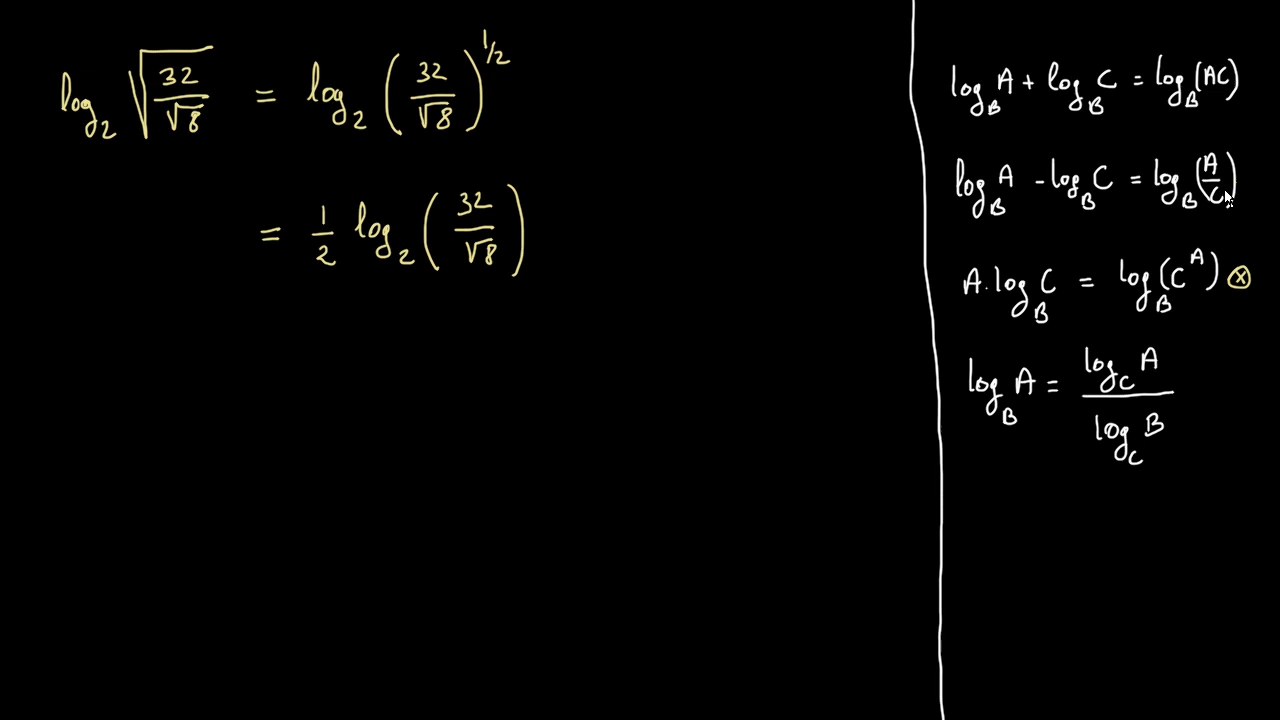 log₂ √(32/√8) = log₂ (32/√8)^(1/2)
= 1/2 log₂ (32/√8)
log_B A + log_B C = log_B (AC)
log_B A - log_B C = log_B (A/C)
A · log_B C = log_B (C^A) ⊗
log_B A = log_C A / log_C B